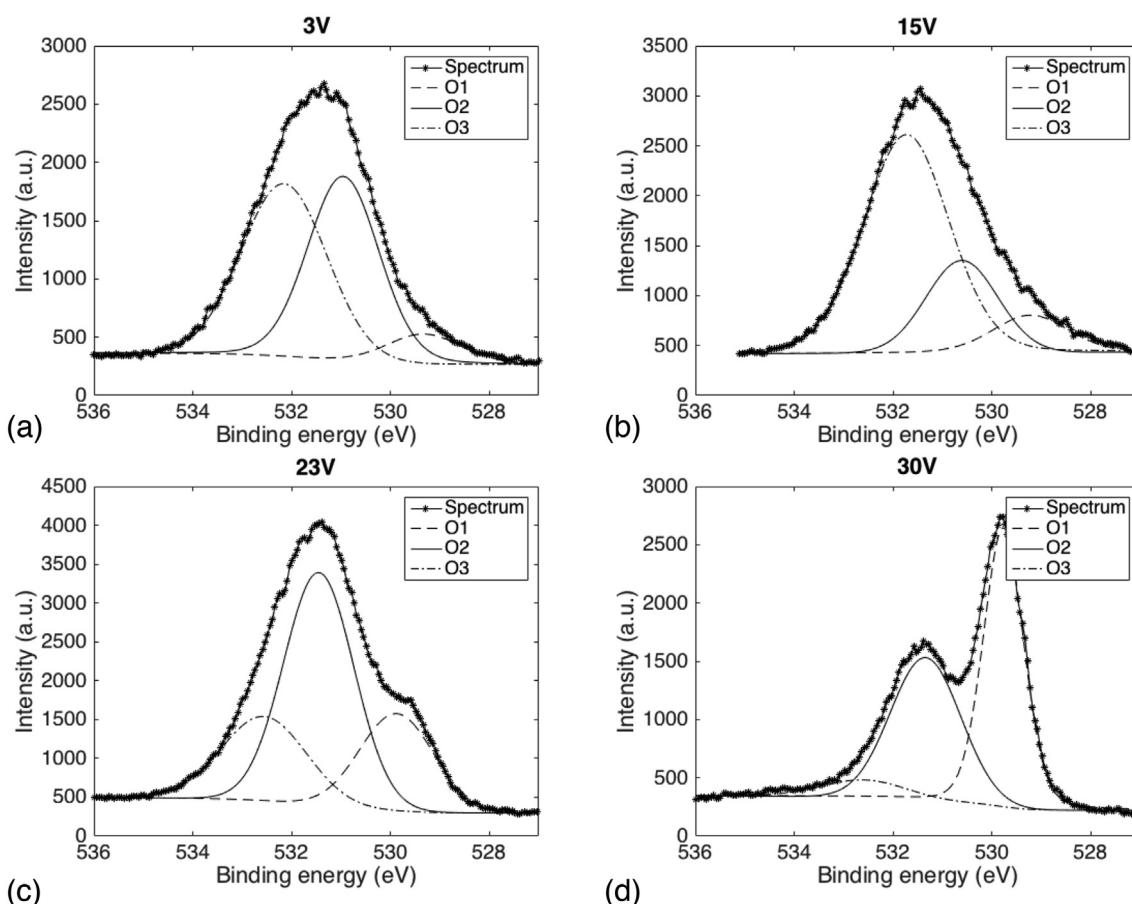 3V
3000
2500
2000
1500
1000
500
0
Intensity (a.u.)
Spectrum
O1
O2
O3
536 534 532 530 528
Binding energy (eV)
(a)
15V
3500
3000
2500
2000
1500
1000
500
0
Intensity (a.u.)
Spectrum
O1
O2
O3
536 534 532 530 528
Binding energy (eV)
(b)
23V
4500
4000
3500
3000
2500
2000
1500
1000
500
0
Intensity (a.u.)
Spectrum
O1
O2
O3
536 534 532 530 528
Binding energy (eV)
(c)
30V
3000
2500
2000
1500
1000
500
0
Intensity (a.u.)
Spectrum
O1
O2
O3
536 534 532 530 528
Binding energy (eV)
(d)